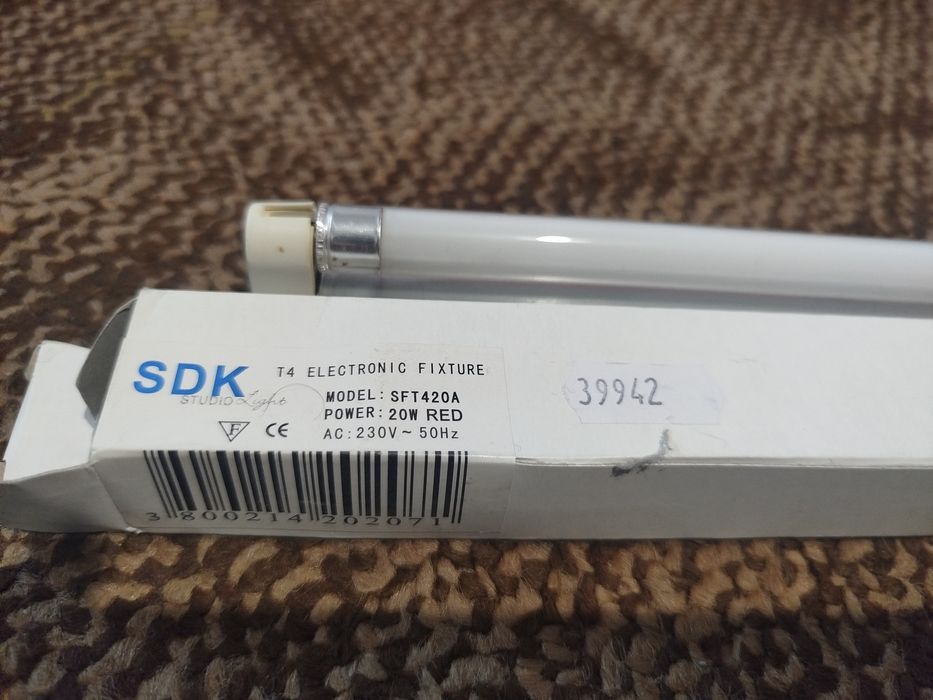 SDK
STUDIO Light
T4 ELECTRONIC FIXTURE
MODEL: SFT420A
POWER: 20W RED
AC: 230V ~ 50Hz
F CE
39942
3 800214 202071